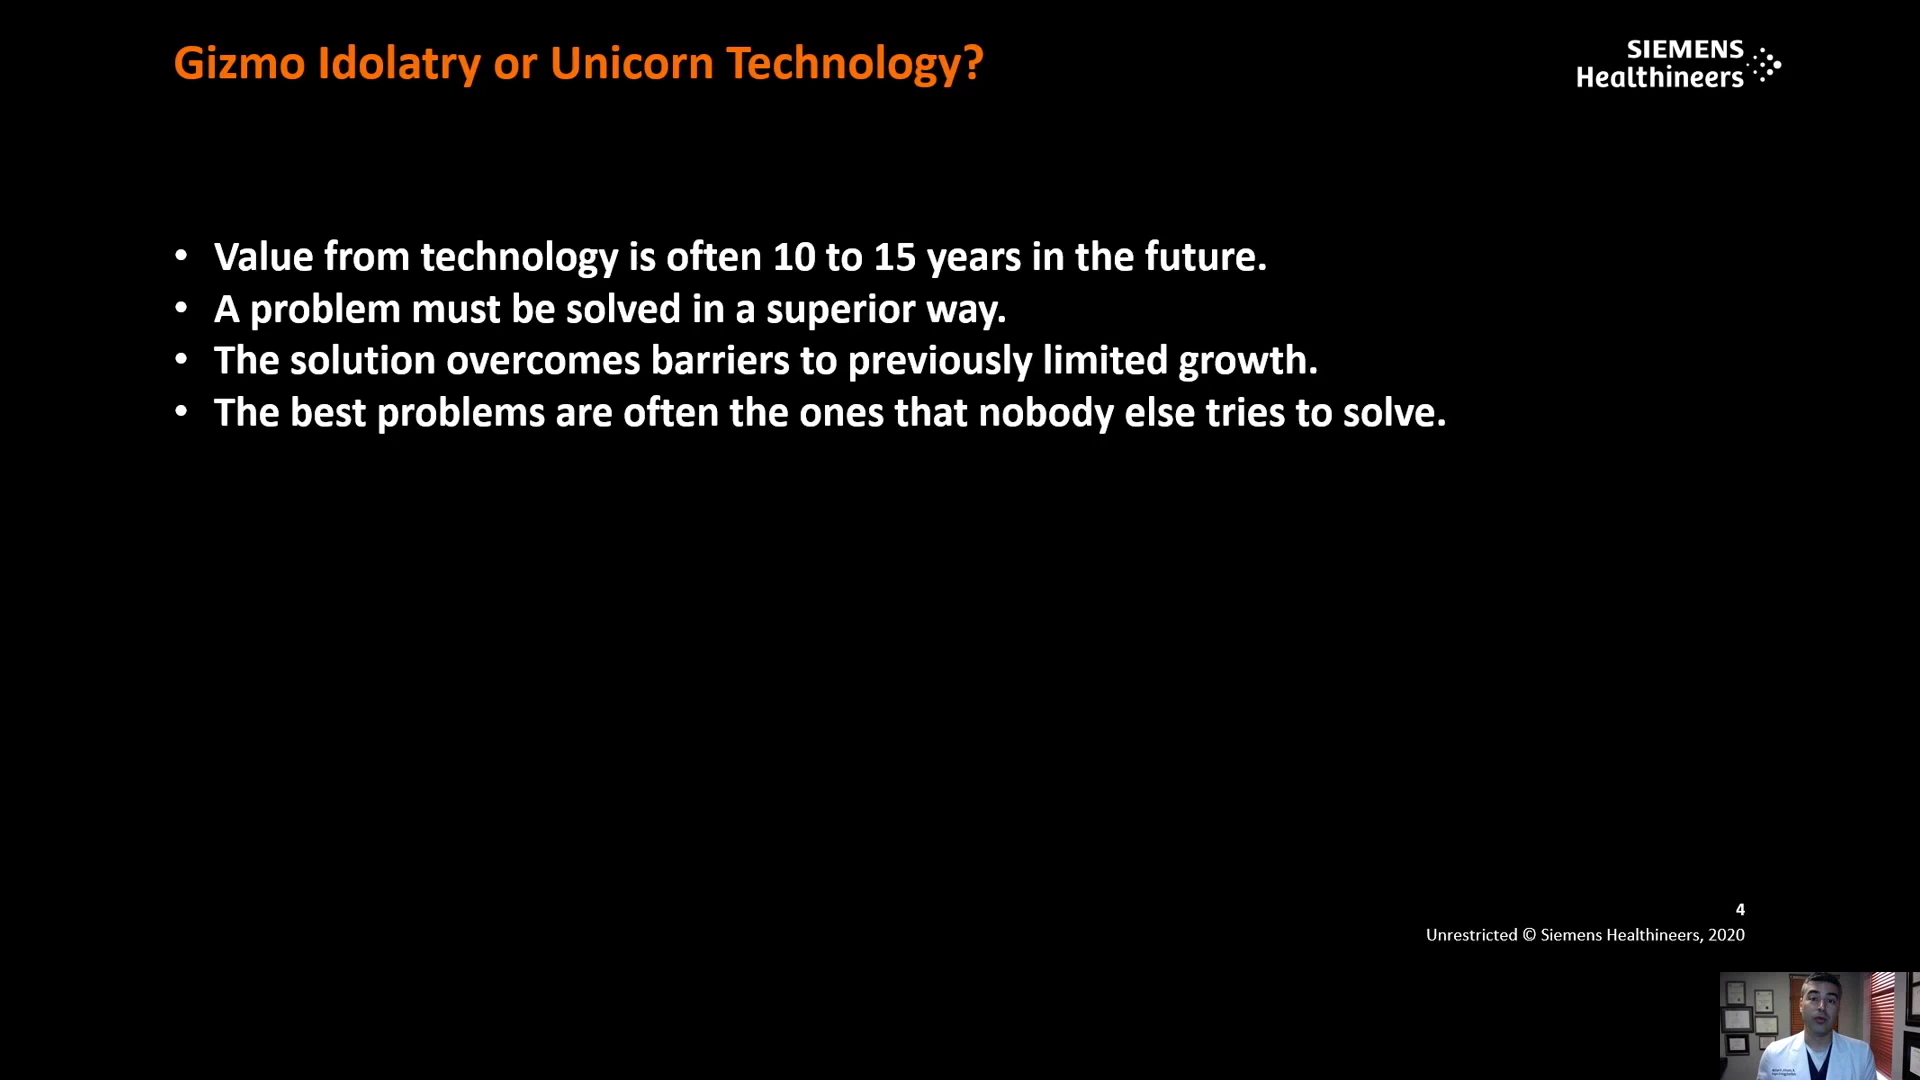 Gizmo Idolatry or Unicorn Technology?
SIEMENS
Healthineers
• Value from technology is often 10 to 15 years in the future.
• A problem must be solved in a superior way.
• The solution overcomes barriers to previously limited growth.
• The best problems are often the ones that nobody else tries to solve.
4
Unrestricted © Siemens Healthineers, 2020